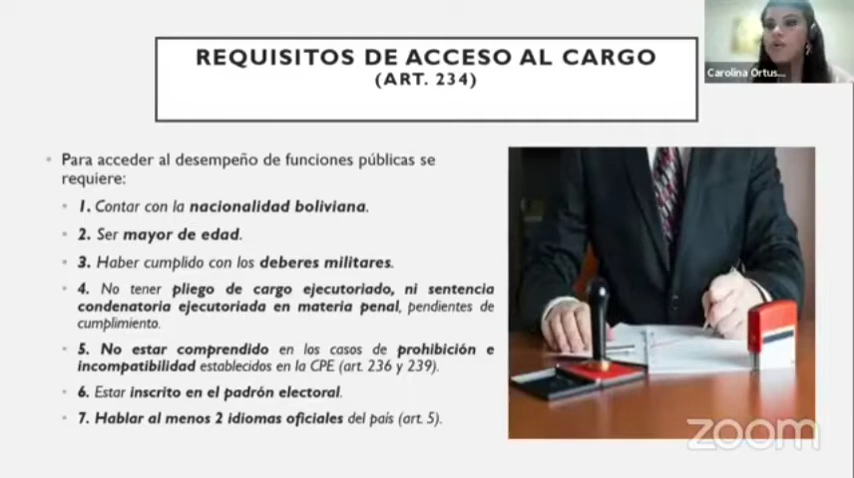 REQUISITOS DE ACCESO AL CARGO
(ART. 234)
Carolina Ortus...
• Para acceder al desempeño de funciones públicas se
requiere:
• 1. Contar con la nacionalidad boliviana.
• 2. Ser mayor de edad.
• 3. Haber cumplido con los deberes militares.
• 4. No tener pliego de cargo ejecutoriado, ni sentencia
condenatoria ejecutoriada en materia penal, pendientes de
cumplimiento.
• 5. No estar comprendido en los casos de prohibición e
incompatibilidad establecidos en la CPE (art. 236 y 239).
• 6. Estar inscrito en el padrón electoral.
• 7. Hablar al menos 2 idiomas oficiales del país (art. 5).
zoom